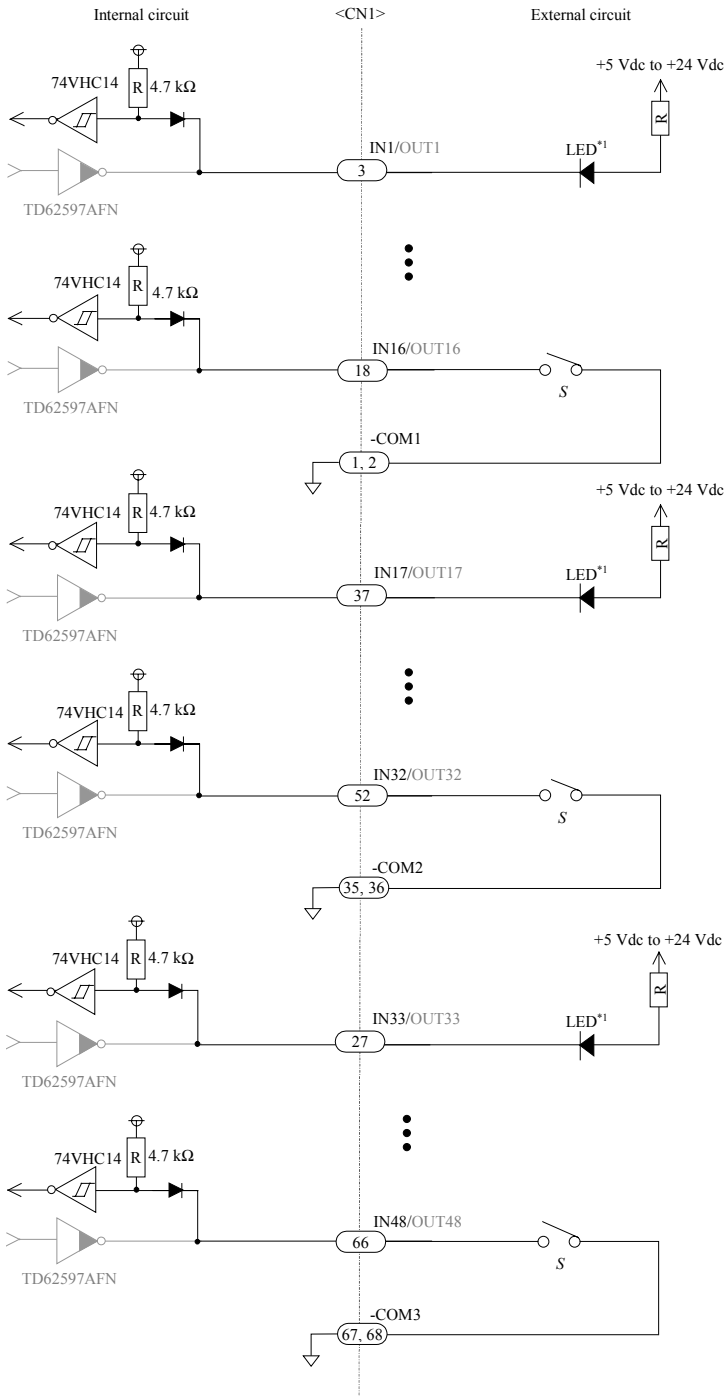 Internal circuit <CN1> External circuit
+5 Vdc to +24 Vdc
74VHC14 R 4.7 kΩ
R
IN1/OUT1 LED*1
3
TD62597AFN
74VHC14 R 4.7 kΩ
IN16/OUT16
18
S
TD62597AFN
-COM1
1, 2
+5 Vdc to +24 Vdc
74VHC14 R 4.7 kΩ
R
IN17/OUT17 LED*1
37
TD62597AFN
74VHC14 R 4.7 kΩ
IN32/OUT32
52
S
TD62597AFN
-COM2
35, 36
+5 Vdc to +24 Vdc
74VHC14 R 4.7 kΩ
R
IN33/OUT33 LED*1
27
TD62597AFN
74VHC14 R 4.7 kΩ
IN48/OUT48
66
S
TD62597AFN
-COM3
67, 68